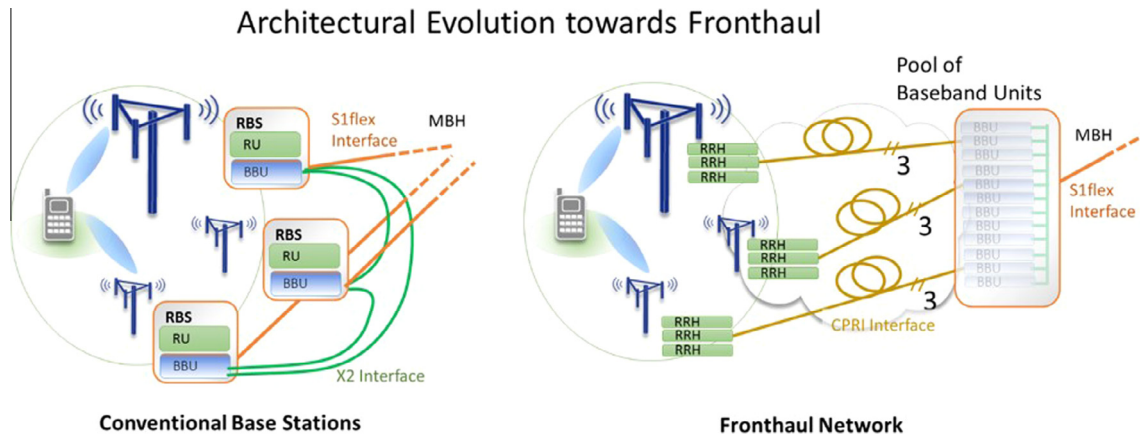 Architectural Evolution towards Fronthaul
RBS
RU
BBU
S1flex
Interface
MBH
RBS
RU
BBU
RBS
RU
BBU
X2 Interface
Conventional Base Stations
RRH
RRH
RRH
3
RRH
RRH
RRH
3
RRH
RRH
RRH
3
CPRI Interface
Pool of
Baseband Units
BBU
BBU
BBU
BBU
BBU
BBU
BBU
BBU
BBU
BBU
BBU
BBU
MBH
S1flex
Interface
Fronthaul Network